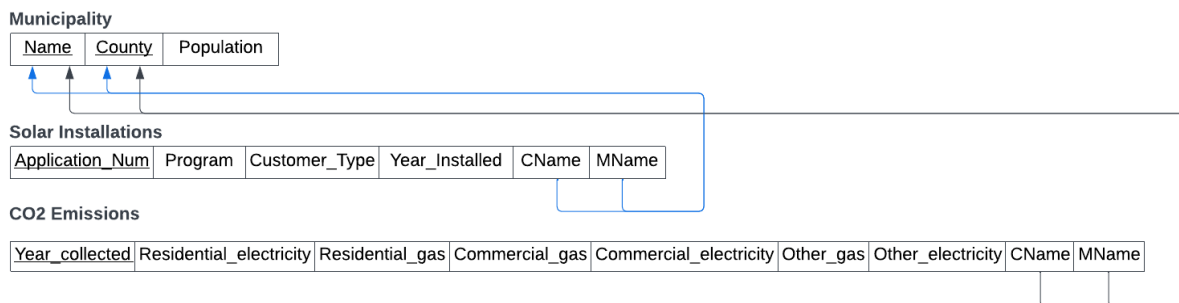 Municipality
Name County Population
Solar Installations
Application_Num Program Customer_Type Year_Installed CName MName
CO2 Emissions
Year_collected Residential_electricity Residential_gas Commercial_gas Commercial_electricity Other_gas Other_electricity CName MName